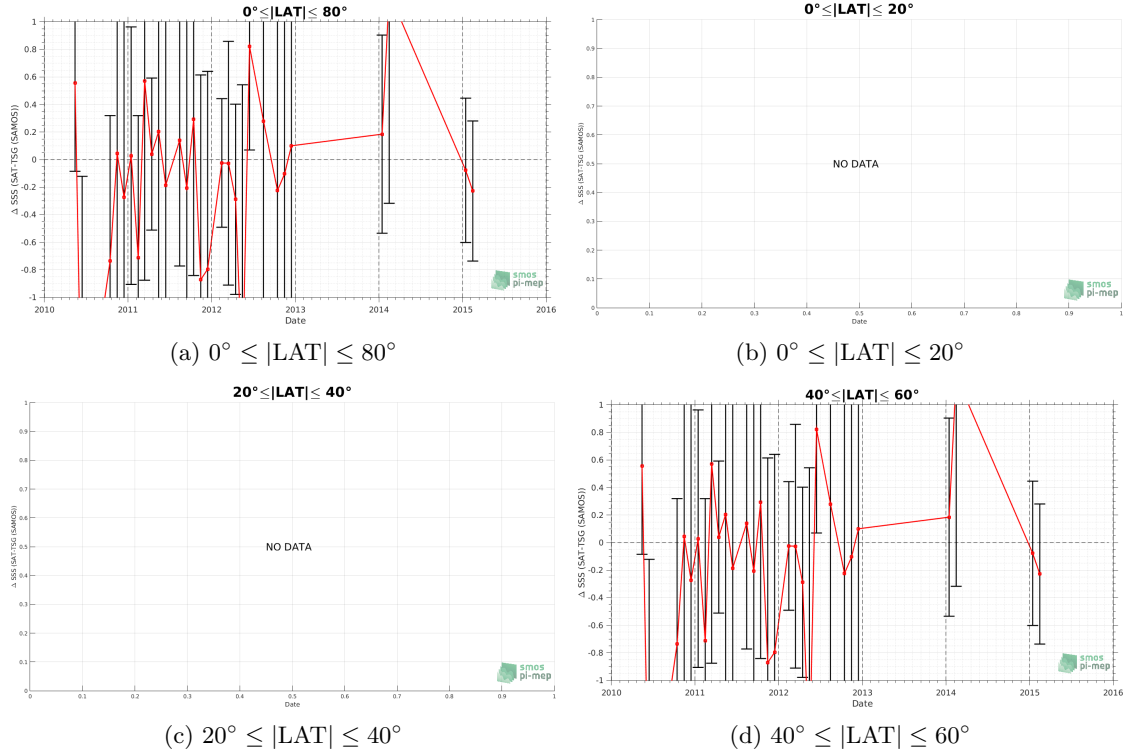 0°≤|LAT|≤ 80°
1
0.8
0.6
0.4
0.2
0
-0.2
-0.4
-0.6
-0.8
-1
Δ SSS (SAT-TSG (SAMOS))
2010 2011 2012 2013 2014 2015 2016
Date
smos
pi-mep
(a) 0° ≤ |LAT| ≤ 80°
0°≤|LAT|≤ 20°
1
0.9
0.8
0.7
0.6
0.5
0.4
0.3
0.2
0.1
0
Δ SSS (SAT-TSG (SAMOS))
NO DATA
0 0.1 0.2 0.3 0.4 0.5 0.6 0.7 0.8 0.9 1
Date
smos
pi-mep
(b) 0° ≤ |LAT| ≤ 20°
20°≤|LAT|≤ 40°
1
0.9
0.8
0.7
0.6
0.5
0.4
0.3
0.2
0.1
0
Δ SSS (SAT-TSG (SAMOS))
NO DATA
0 0.1 0.2 0.3 0.4 0.5 0.6 0.7 0.8 0.9 1
Date
smos
pi-mep
(c) 20° ≤ |LAT| ≤ 40°
40°≤|LAT|≤ 60°
1
0.8
0.6
0.4
0.2
0
-0.2
-0.4
-0.6
-0.8
-1
Δ SSS (SAT-TSG (SAMOS))
2010 2011 2012 2013 2014 2015 2016
Date
smos
pi-mep
(d) 40° ≤ |LAT| ≤ 60°